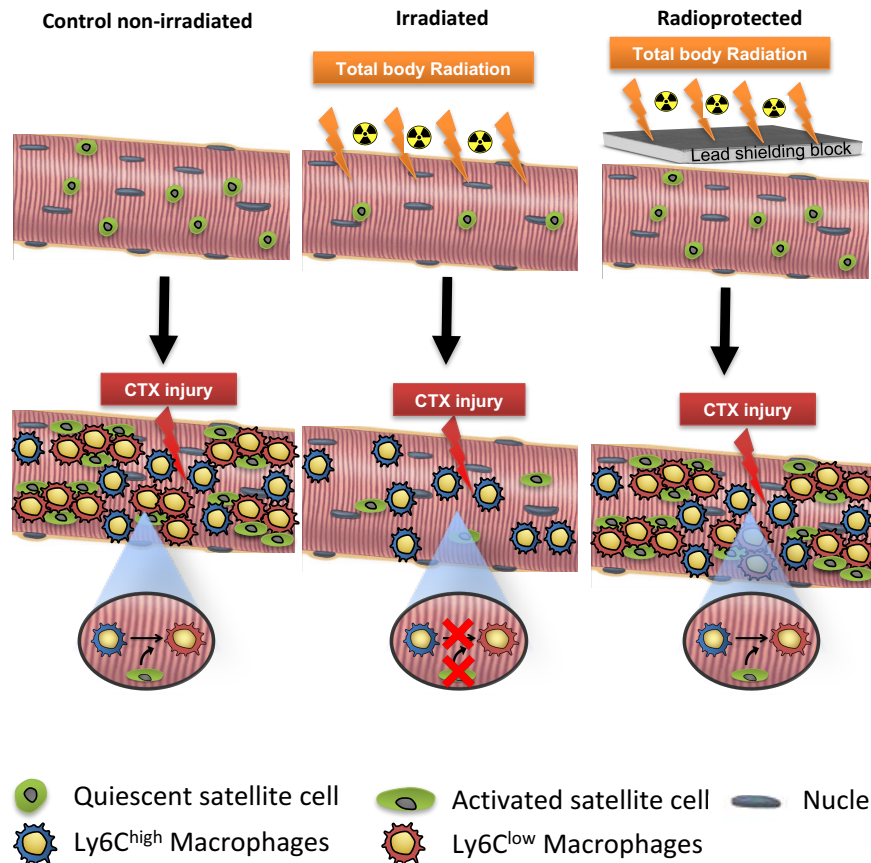 Control non-irradiated
Irradiated
Radioprotected
Total body Radiation
Total body Radiation
Lead shielding block
CTX injury
CTX injury
CTX injury
Quiescent satellite cell
Activated satellite cell
Nucle
Ly6Chigh Macrophages
Ly6Clow Macrophages